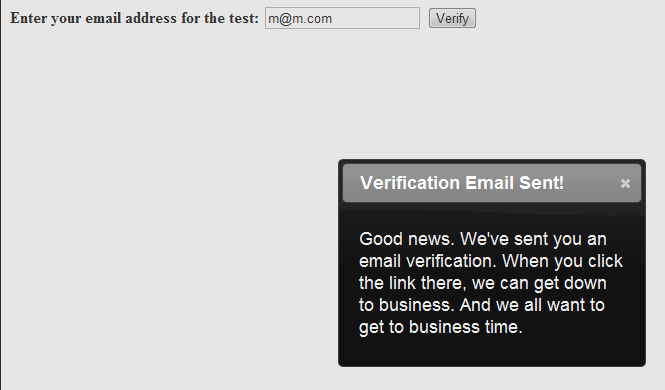 Enter your email address for the test: m@m.com Verify
Verification Email Sent! ×
Good news. We've sent you an
email verification. When you click
the link there, we can get down
to business. And we all want to
get to business time.